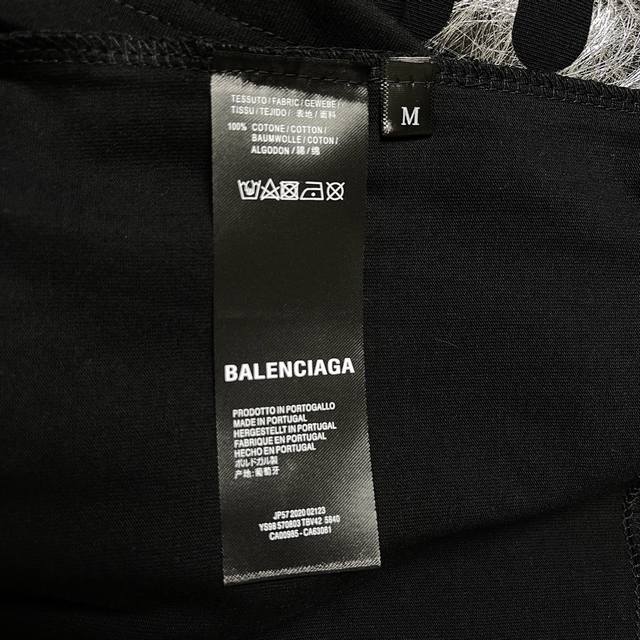 TESSUTO / FABRIC / GEWEBE /
TISSU / TEJIDO / 表地 / 面料
100% COTONE / COTTON /
BAUMWOLLE / COTON /
ALGODON / 綿 / 绵
M
BALENCIAGA
PRODOTTO IN PORTOGALLO
MADE IN PORTUGAL
HERGESTELLT IN PORTUGAL
FABRIQUE EN PORTUGAL
HECHO EN PORTUGAL
ポルトガル製
产地: 葡萄牙
JP57 2020 02123
YS98 570803 TBV42 5840
CA00985 - CA63081